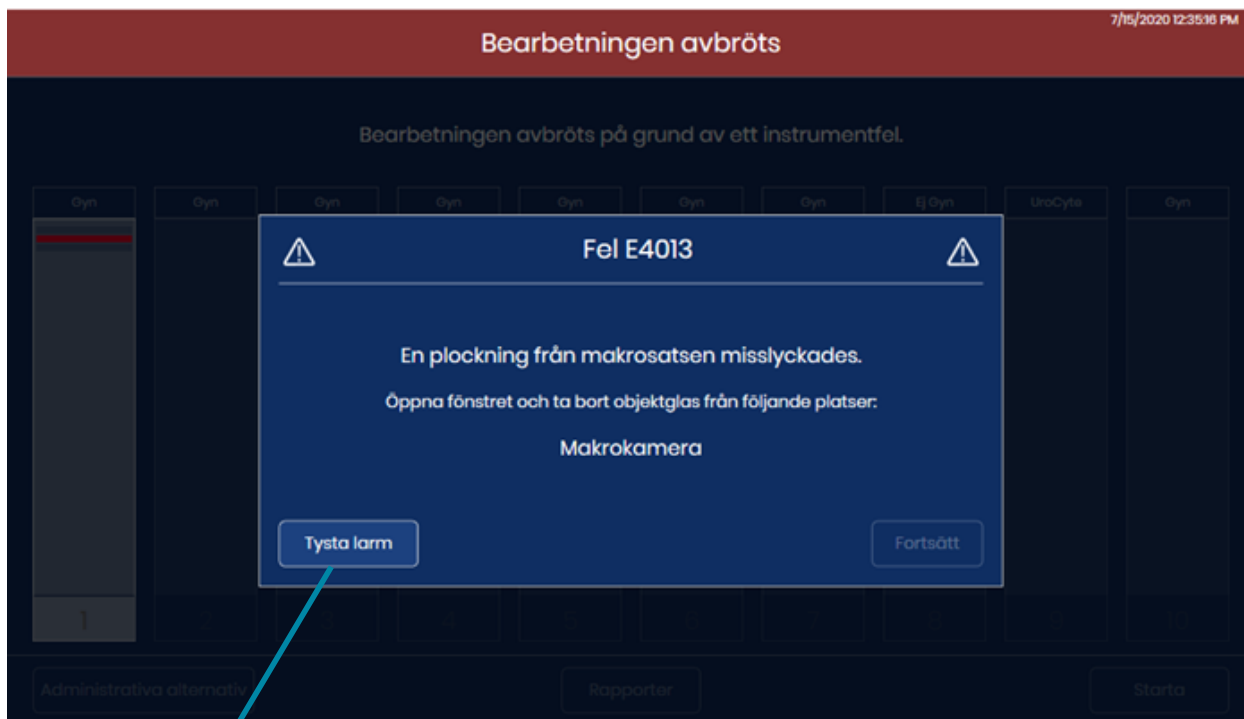 7/15/2020 12:35:16 PM
Bearbetningen avbröts
Bearbetningen avbröts på grund av ett instrumentfel.
Gyn Gyn Gyn Gyn Gyn Gyn Gyn Ej Gyn UroCyte Gyn
Fel E4013
En plockning från makrosatsen misslyckades.
Öppna fönstret och ta bort objektglas från följande platser:
Makrokamera
Tysta larm Fortsätt
1 2 3 4 5 6 7 8 9 10
Administrativa alternativ Rapporter Starta